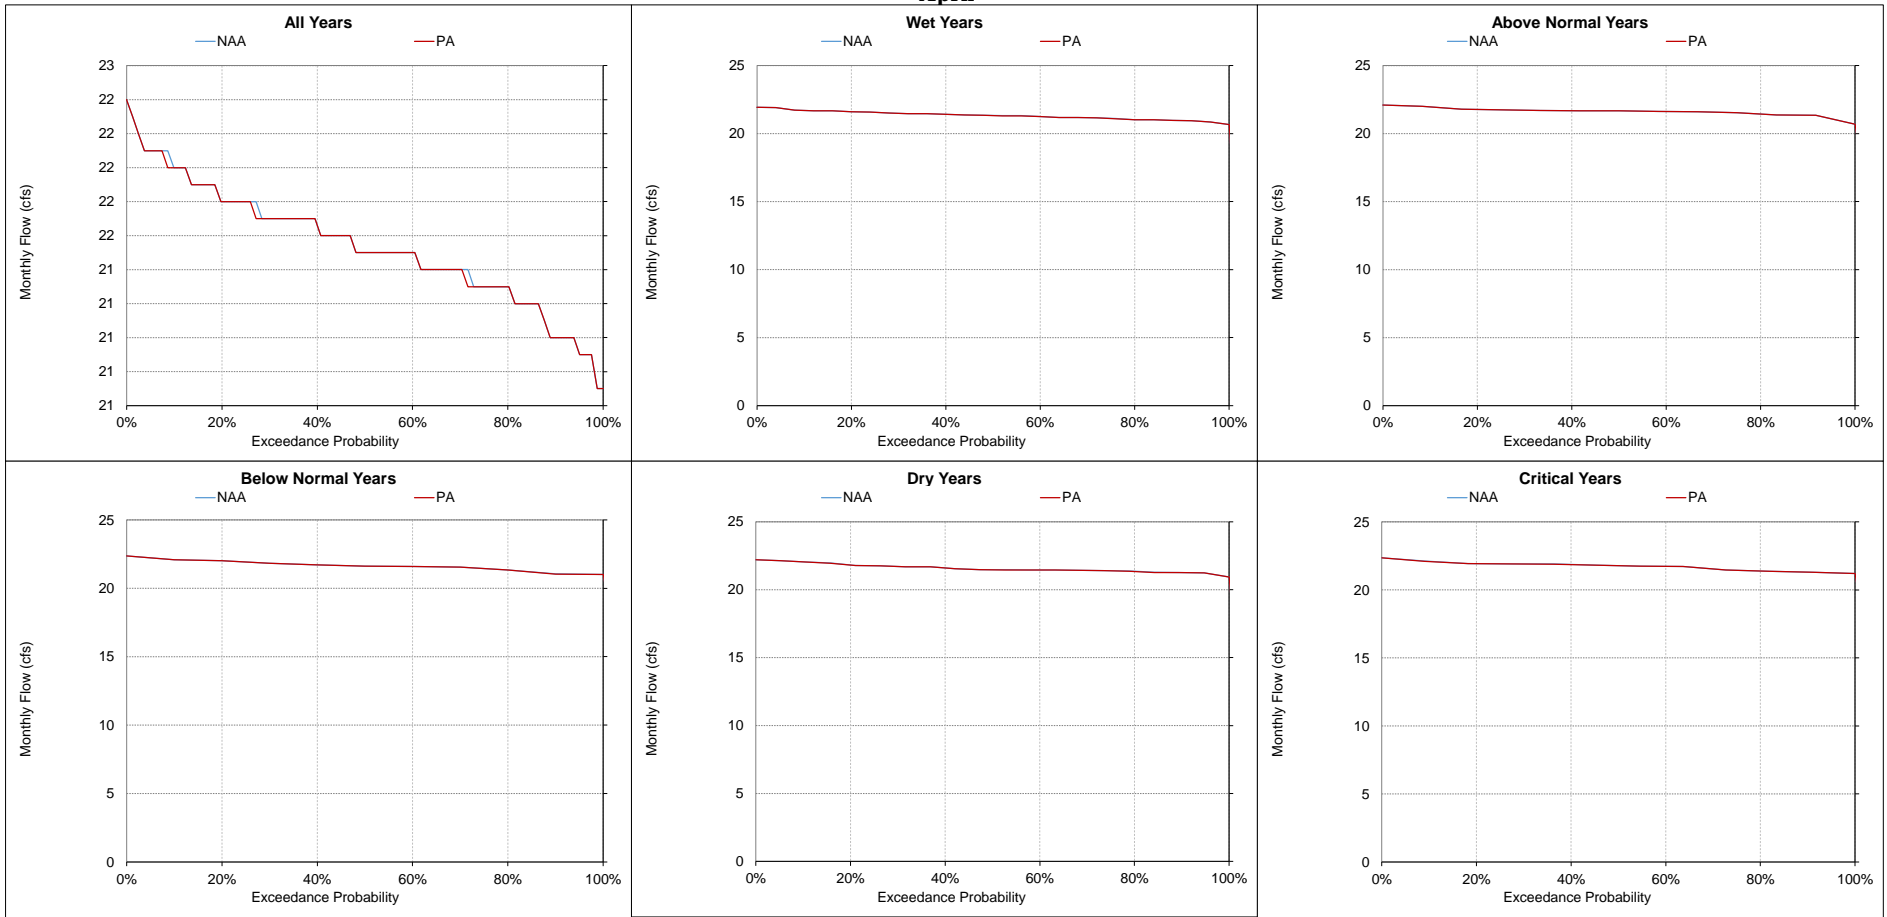 All Years
NAA PA
23
22
22
22
22
22
21
21
21
21
21
0% 20% 40% 60% 80% 100%
Monthly Flow (cfs)
Exceedance Probability
Wet Years
NAA PA
25
20
15
10
5
0
0% 20% 40% 60% 80% 100%
Monthly Flow (cfs)
Exceedance Probability
Above Normal Years
NAA PA
25
20
15
10
5
0
0% 20% 40% 60% 80% 100%
Monthly Flow (cfs)
Exceedance Probability
Below Normal Years
NAA PA
25
20
15
10
5
0
0% 20% 40% 60% 80% 100%
Monthly Flow (cfs)
Exceedance Probability
Dry Years
NAA PA
25
20
15
10
5
0
0% 20% 40% 60% 80% 100%
Monthly Flow (cfs)
Exceedance Probability
Critical Years
NAA PA
25
20
15
10
5
0
0% 20% 40% 60% 80% 100%
Monthly Flow (cfs)
Exceedance Probability